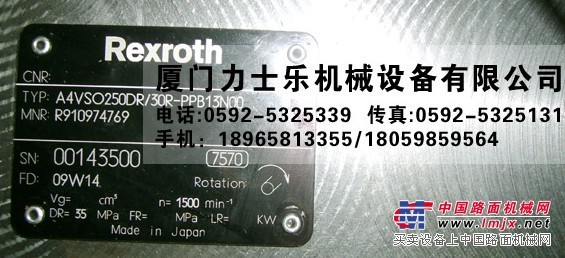 Rexroth
厦门力士乐机械设备有限公司
CNR:
TYP: A4VSO250DR/30R-PPB13N00
MNR: R910974769
电话:0592-5325339 传真:0592-5325131
手机: 18965813355/18059859564
SN: 00143500 7570
FD: 09W14 Rotation:
Vg= cm³ n= 1500 min⁻¹
DR= 35 MPa FR= MPa LR= KW
Made in Japan
中国路面机械网
www.lmjx.net
买卖设备上中国路面机械网